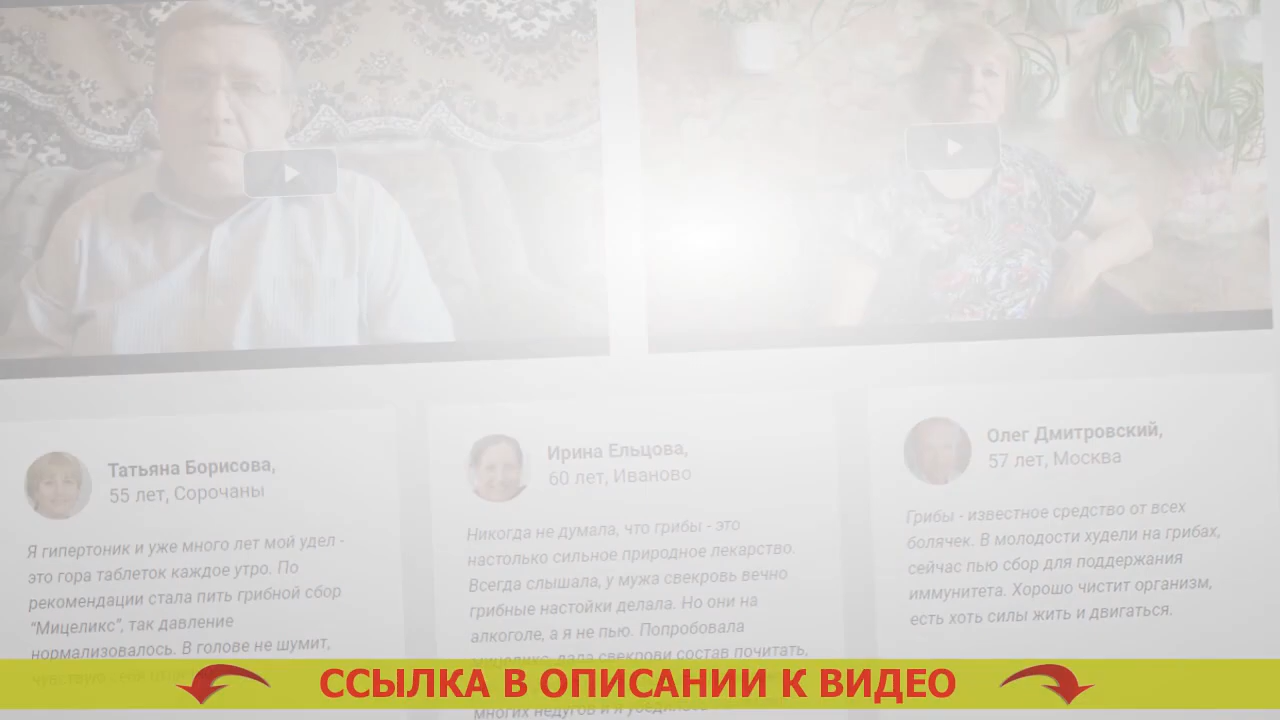 Татьяна Борисова,
55 лет, Сорочаны
Я гипертоник и уже много лет мой удел -
это гора таблеток каждое утро. По
рекомендации стала пить грибной сбор
"Мицеликс", так давление
нормализовалось. В голове не шумит,
Ирина Ельцова,
60 лет, Иваново
Никогда не думала, что грибы - это
настолько сильное природное лекарство.
Всегда слышала, у мужа свекровь вечно
грибные настойки делала. Но они на
алкоголе, а я не пью. Попробовала
мицеликс, дала свекрови состав почитать,
многих недугов и я
Олег Дмитровский,
57 лет, Москва
Грибы - известное средство от всех
болячек. В молодости худели на грибах,
сейчас пью сбор для поддержания
иммунитета. Хорошо чистит организм,
есть хоть силы жить и двигаться.
ССЫЛКА В ОПИСАНИИ К ВИДЕО